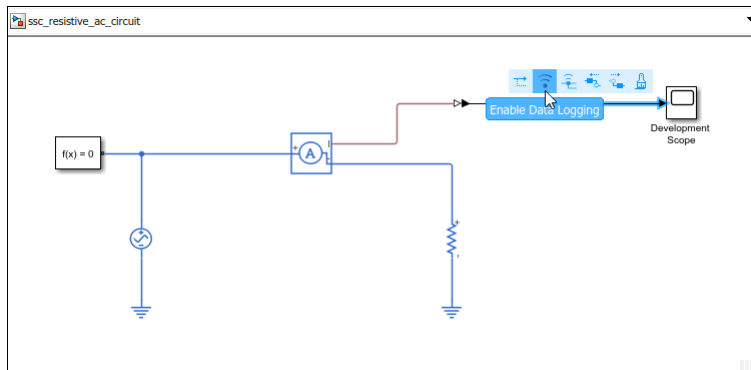 ssc_resistive_ac_circuit
Enable Data Logging
Development
Scope
f(x) = 0
A
I